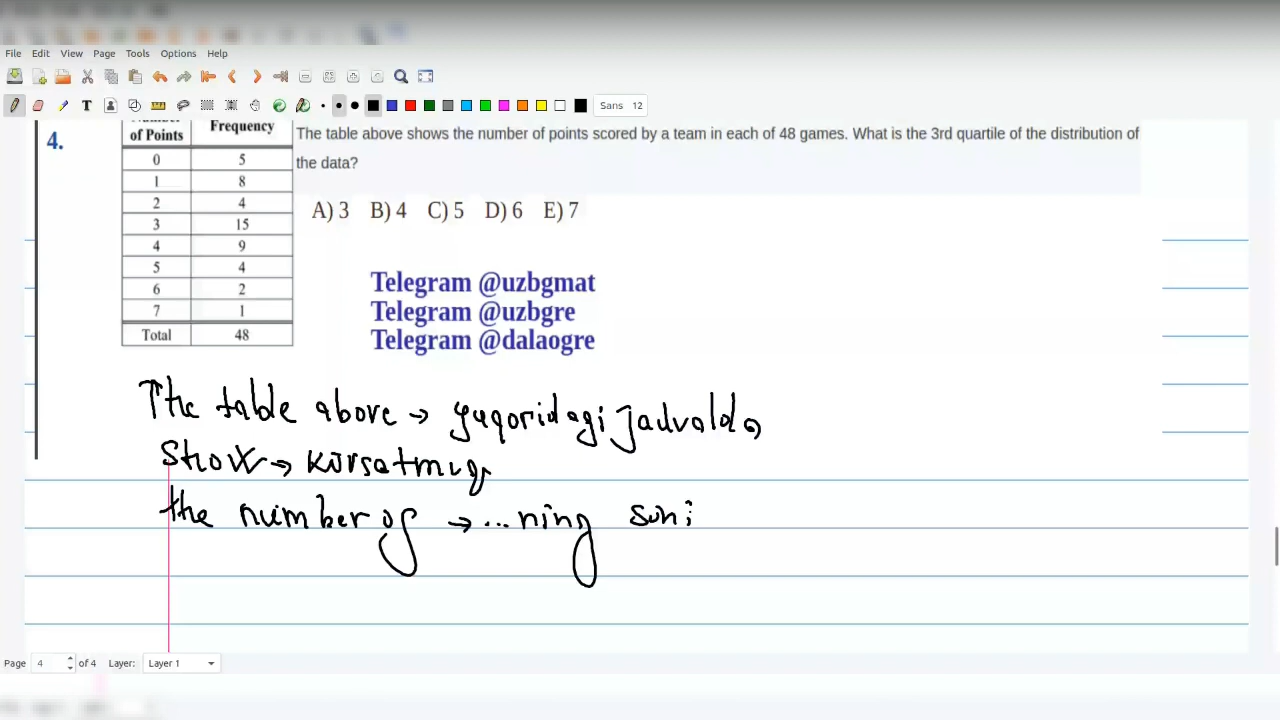 File Edit View Page Tools Options Help
Sans 12
4.
of Points Frequency
0 5
1 8
2 4
3 15
4 9
5 4
6 2
7 1
Total 48
The table above shows the number of points scored by a team in each of 48 games. What is the 3rd quartile of the distribution of
the data?
A) 3 B) 4 C) 5 D) 6 E) 7
Telegram @uzbgmat
Telegram @uzbgre
Telegram @dalaogre
The table above → yuqoridagi jadvalda
Show → kursatmoq
the number of → ...ning soni
Page 4 of 4 Layer: Layer 1